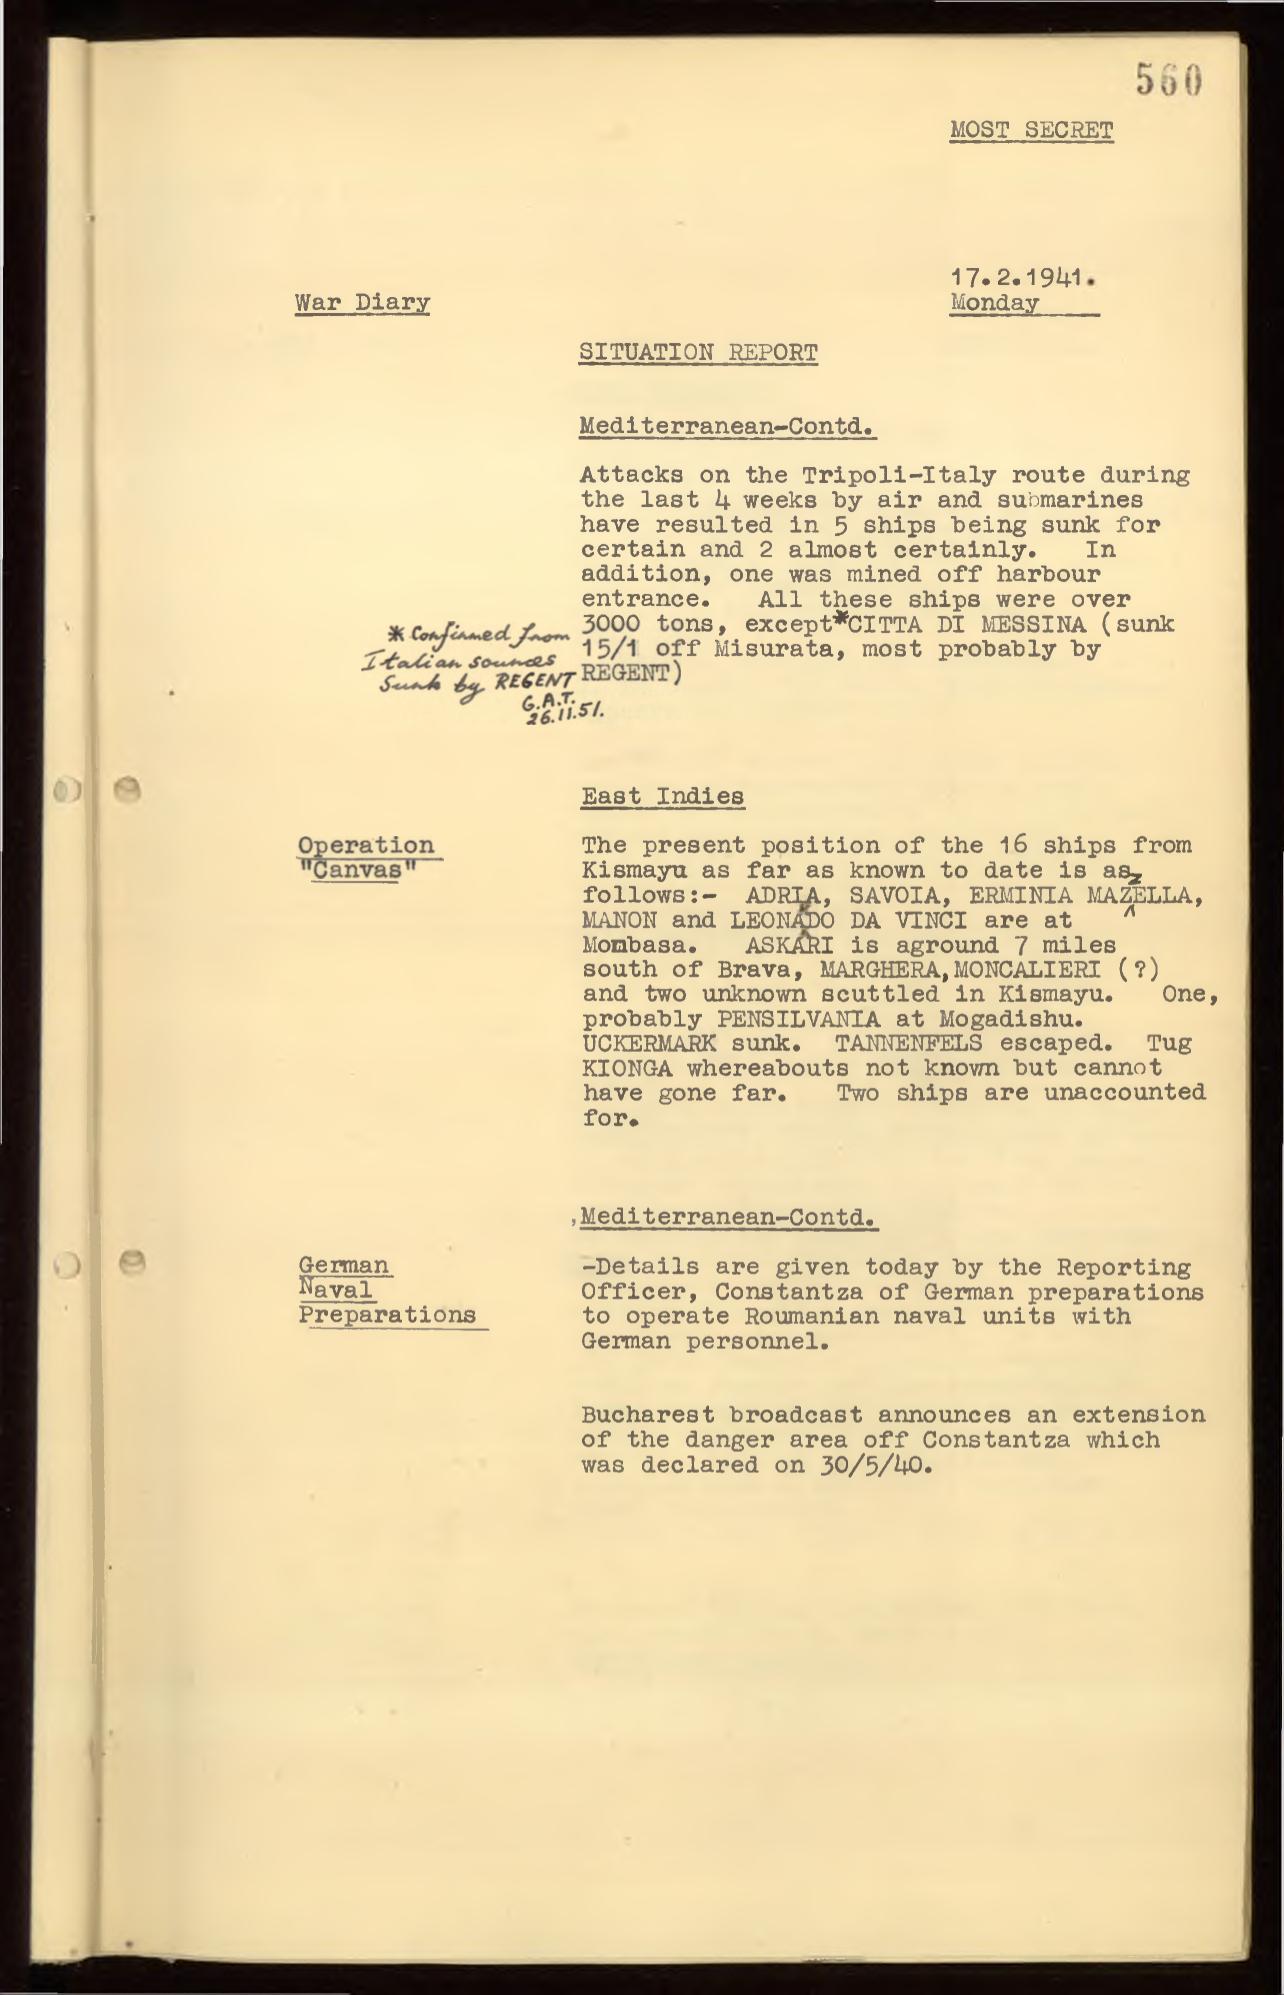 560
MOST SECRET
17.2.1941.
War Diary
Monday
SITUATION REPORT
Mediterranean-Contd.
Attacks on the Tripoli-Italy route during
the last 4 weeks by air and submarines
have resulted in 5 ships being sunk for
certain and 2 almost certainly. In
addition, one was mined off harbour
entrance. All these ships were over
3000 tons, except*CITTA DI MESSINA (sunk
15/1 off Misurata, most probably by
REGENT)
* Confirmed from
Italian sources
Sunk by REGENT
G.A.T.
26.11.51.
East Indies
Operation
"Canvas"
The present position of the 16 ships from
Kismayu as far as known to date is as
follows:- ADRIA, SAVOIA, ERMINIA MAZzELLA,
MANON and LEONADO DA VINCI are at
Mombasa. ASKARI is aground 7 miles
south of Brava, MARGHERA, MONCALIERI (?)
and two unknown scuttled in Kismayu. One,
probably PENSILVANIA at Mogadishu.
UCKERMARK sunk. TANNENFELS escaped. Tug
KIONGA whereabouts not known but cannot
have gone far. Two ships are unaccounted
for.
,Mediterranean-Contd.
German
Naval
Preparations
-Details are given today by the Reporting
Officer, Constantza of German preparations
to operate Roumanian naval units with
German personnel.
Bucharest broadcast announces an extension
of the danger area off Constantza which
was declared on 30/5/40.